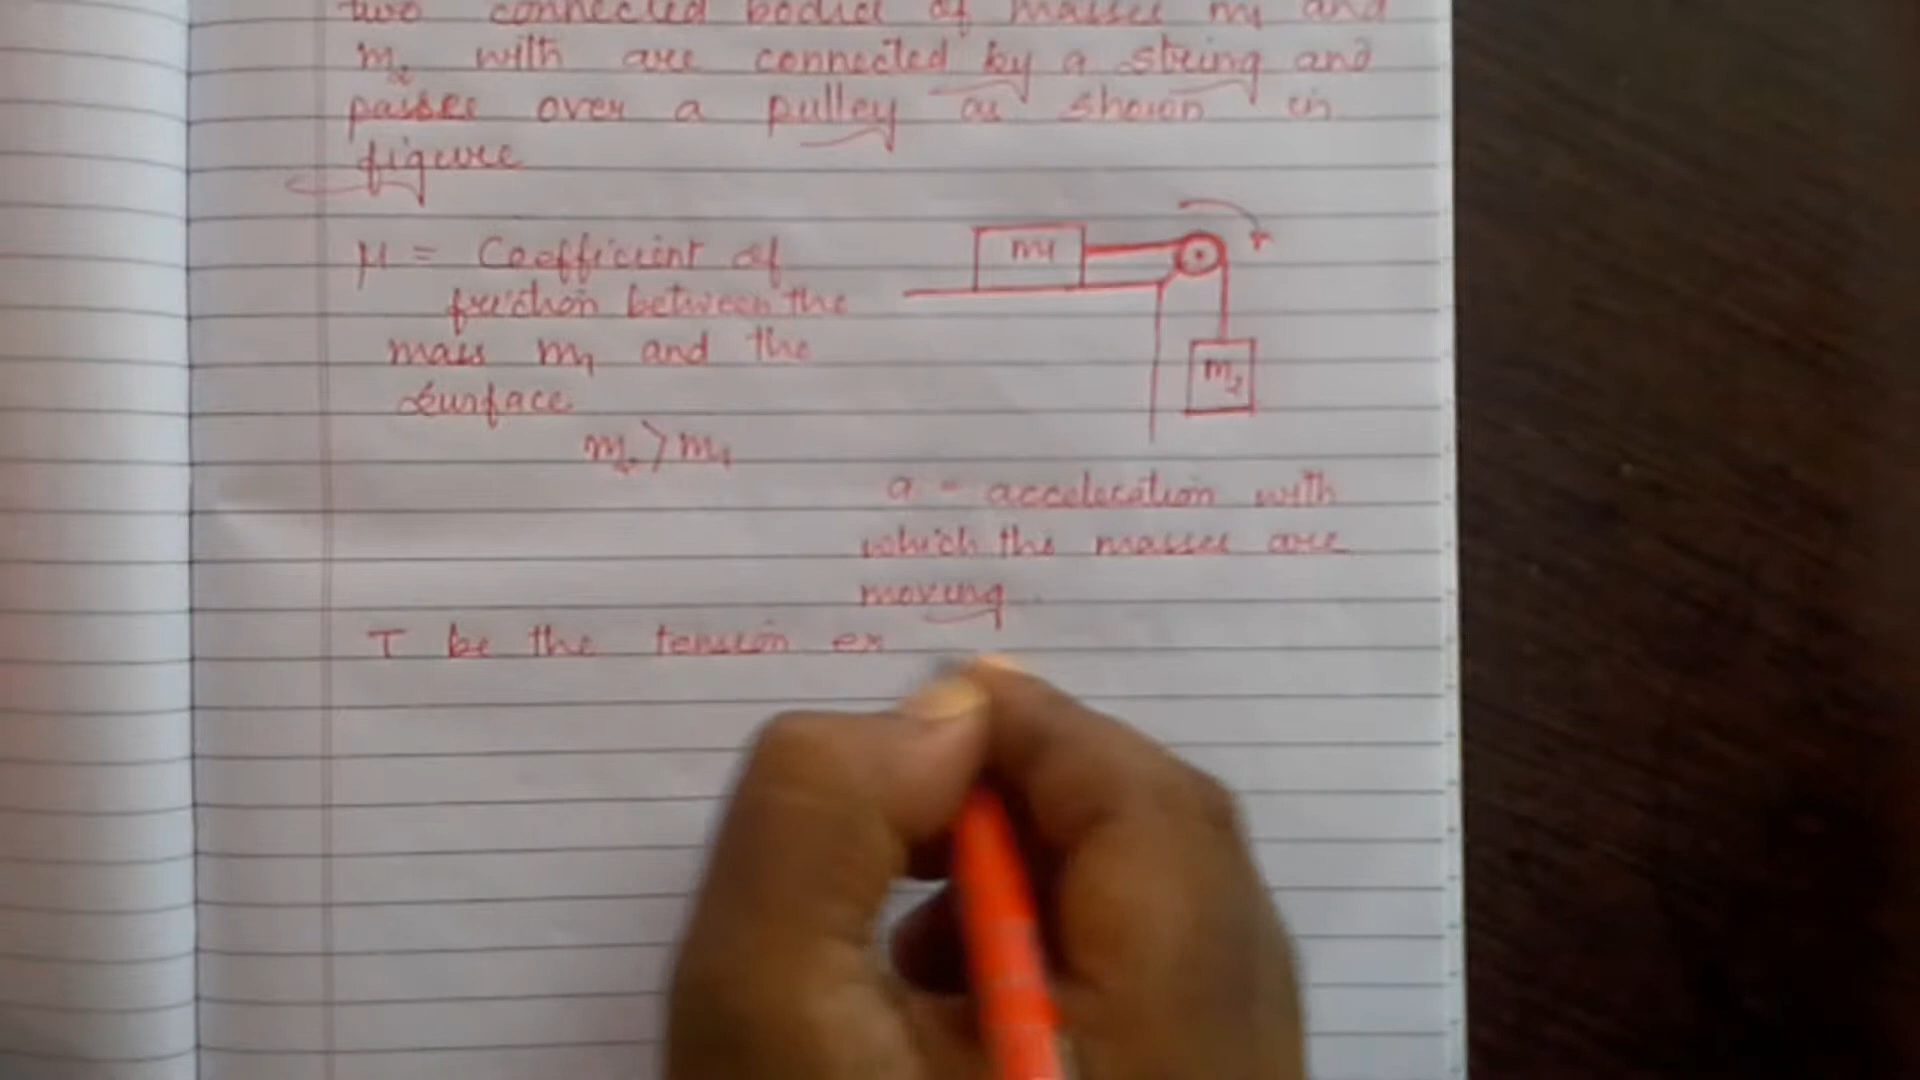 two connected bodies of masses m1 and
m2 with are connected by a string and
passes over a pulley as shown in
figure
μ = Coefficient of
friction between the
mass m1 and the
surface
m2 > m1
m1
m2
a - acceleration with
which the masses are
moving
T be the tension ex